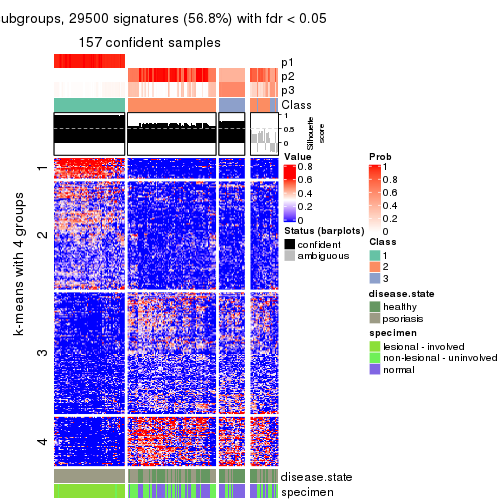 ubgroups, 29500 signatures (56.8%) with fdr < 0.05
157 confident samples
p1
p2
p3
Class
1
0.5
0
Silhouette
score
k-means with 4 groups
1
2
3
4
Value
0.8
0.6
0.4
0.2
0
Status (barplots)
confident
ambiguous
Prob
1
0.8
0.6
0.4
0.2
0
Class
1
2
3
disease.state
healthy
psoriasis
specimen
lesional - involved
non-lesional - uninvolved
normal
disease.state
specimen